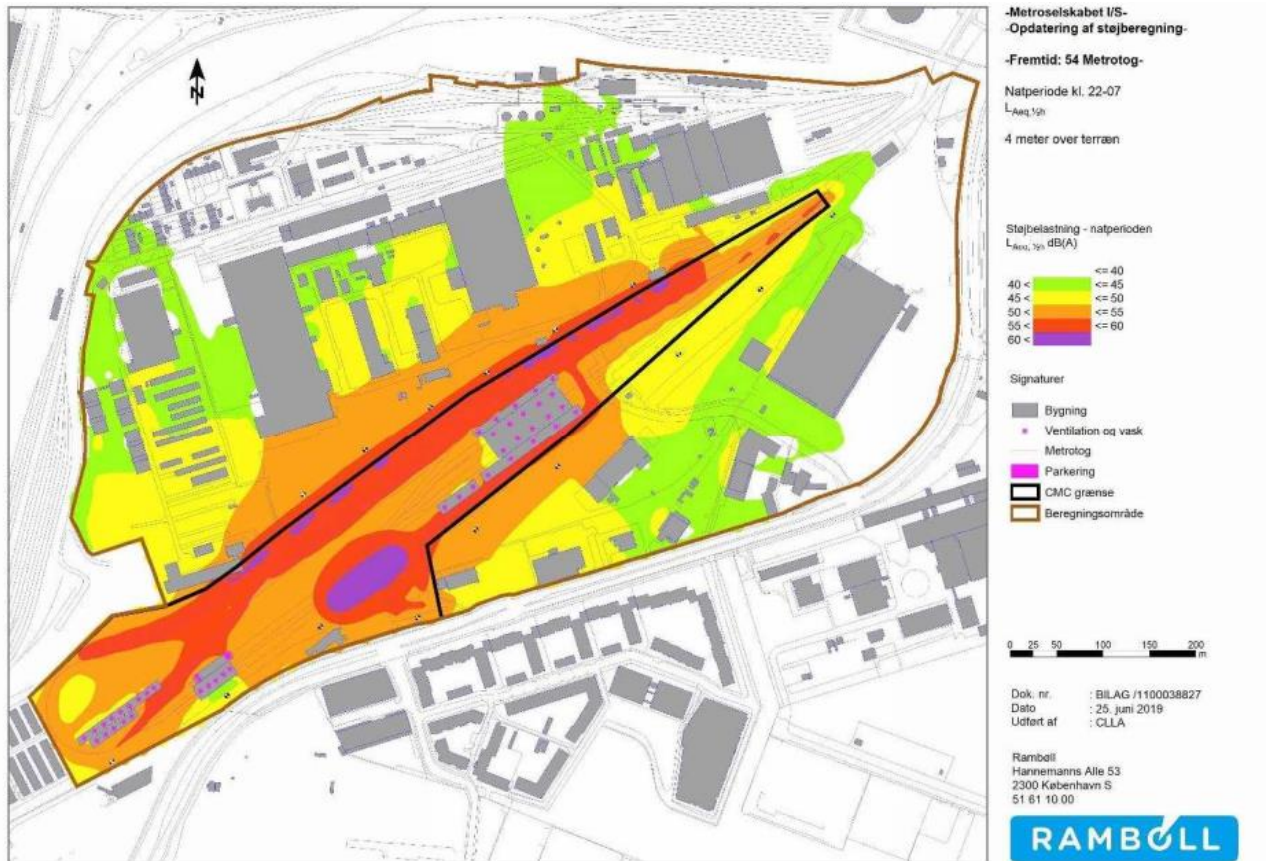 -Metroselskabet I/S-
-Opdatering af støjberegning-
-Fremtid: 54 Metrotog-
Natperiode kl. 22-07
LAeq,½h
4 meter over terræn
Støjbelastning - natperioden
LAeq, ½h dB(A)
<= 40
40 < <= 45
45 < <= 50
50 < <= 55
55 < <= 60
60 <
Signaturer
Bygning
Ventilation og vask
Metrotog
Parkering
CMC grænse
Beregningsområde
0 25 50 100 150 200
m
Dok. nr. : BILAG /1100038827
Dato : 25. juni 2019
Udført af : CLLA
Rambøll
Hannemanns Alle 53
2300 København S
51 61 10 00
RAMBØLL
N